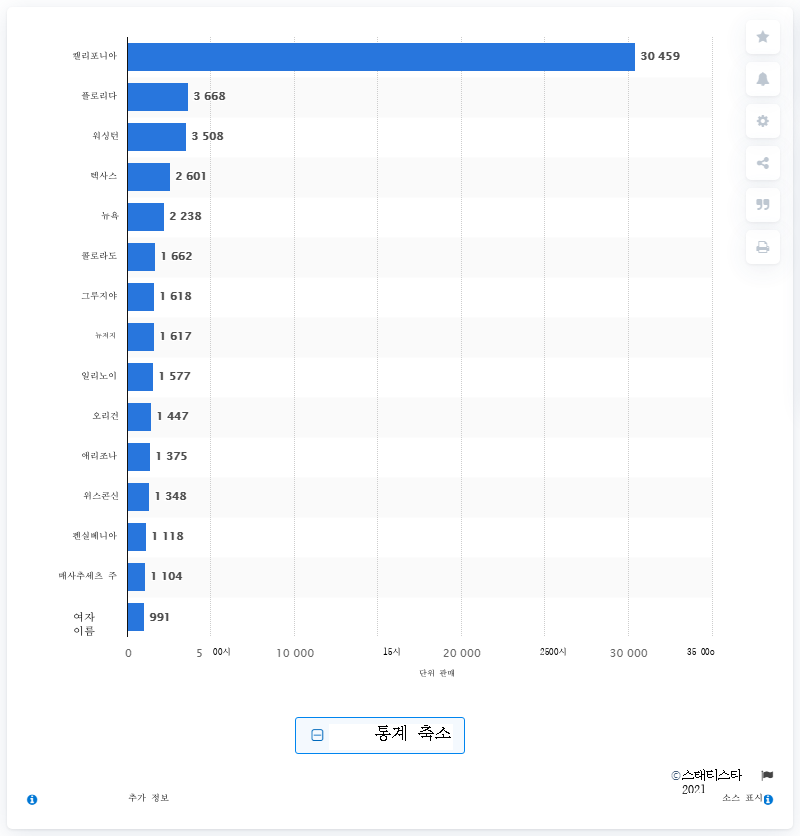 캘리포니아 30 459
플로리다 3 668
워싱턴 3 508
텍사스 2 601
뉴욕 2 238
콜로라도 1 662
그루지야 1 618
뉴저지 1 617
일리노이 1 577
오리건 1 447
애리조나 1 375
위스콘신 1 348
펜실베니아 1 118
매사추세츠 주 1 104
여자
이름 991
0 5 00시 10 000 15시 20 000 2500시 30 000 35 00o
단위 판매
통계 축소
©스태티스타
2021
추가 정보 소스 표시